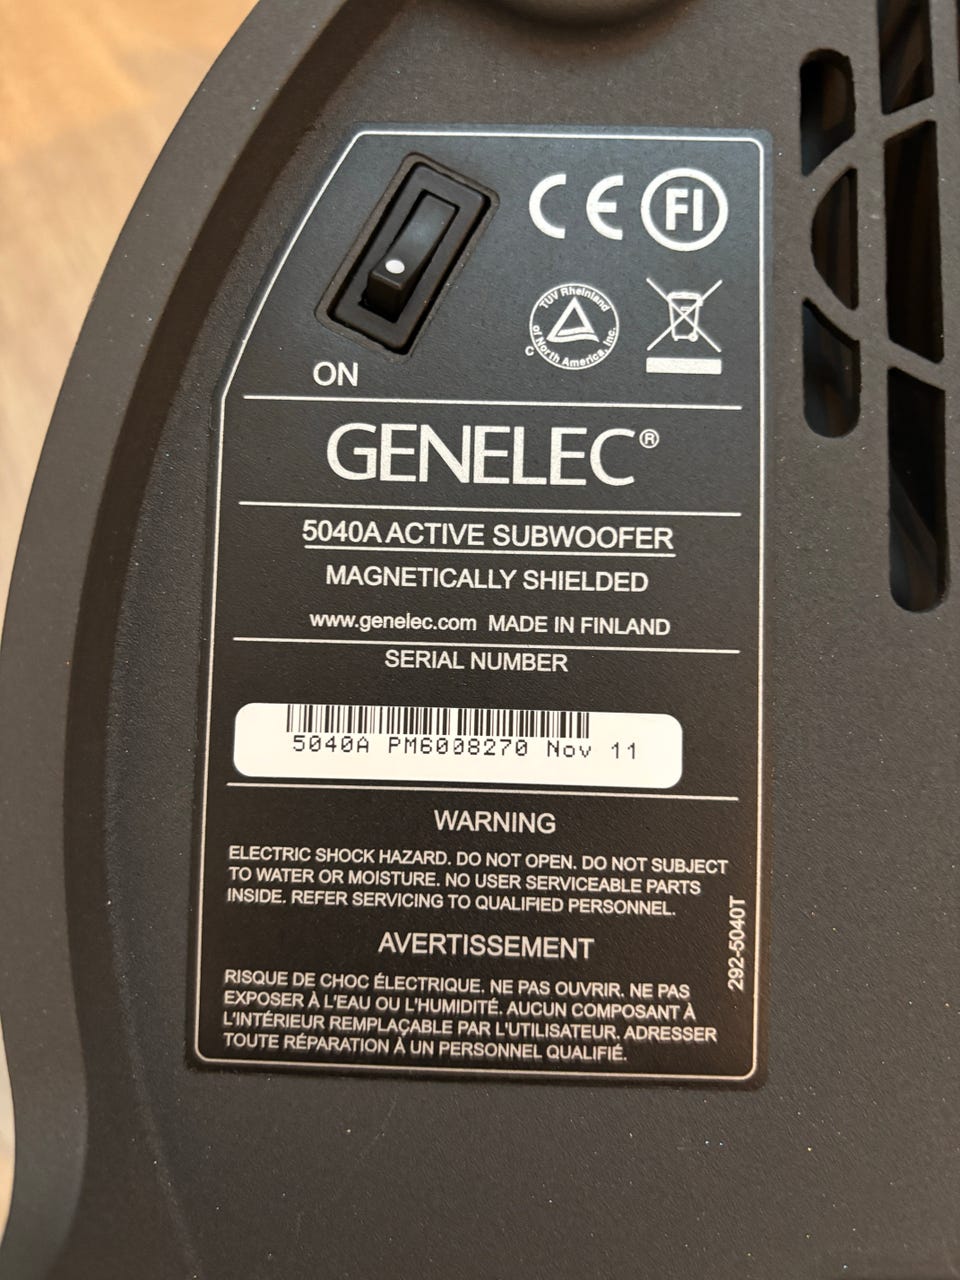 CE FI
TUV Rheinland
of North America, Inc.
C
ON
GENELEC®
5040A ACTIVE SUBWOOFER
MAGNETICALLY SHIELDED
www.genelec.com MADE IN FINLAND
SERIAL NUMBER
5040A PM6008270 Nov 11
WARNING
ELECTRIC SHOCK HAZARD. DO NOT OPEN. DO NOT SUBJECT
TO WATER OR MOISTURE. NO USER SERVICEABLE PARTS
INSIDE. REFER SERVICING TO QUALIFIED PERSONNEL.
AVERTISSEMENT
RISQUE DE CHOC ÉLECTRIQUE. NE PAS OUVRIR. NE PAS
EXPOSER À L'EAU OU L'HUMIDITÉ. AUCUN COMPOSANT À
L'INTÉRIEUR REMPLAÇABLE PAR L'UTILISATEUR. ADRESSER
TOUTE RÉPARATION À UN PERSONNEL QUALIFIÉ.
292-5040T